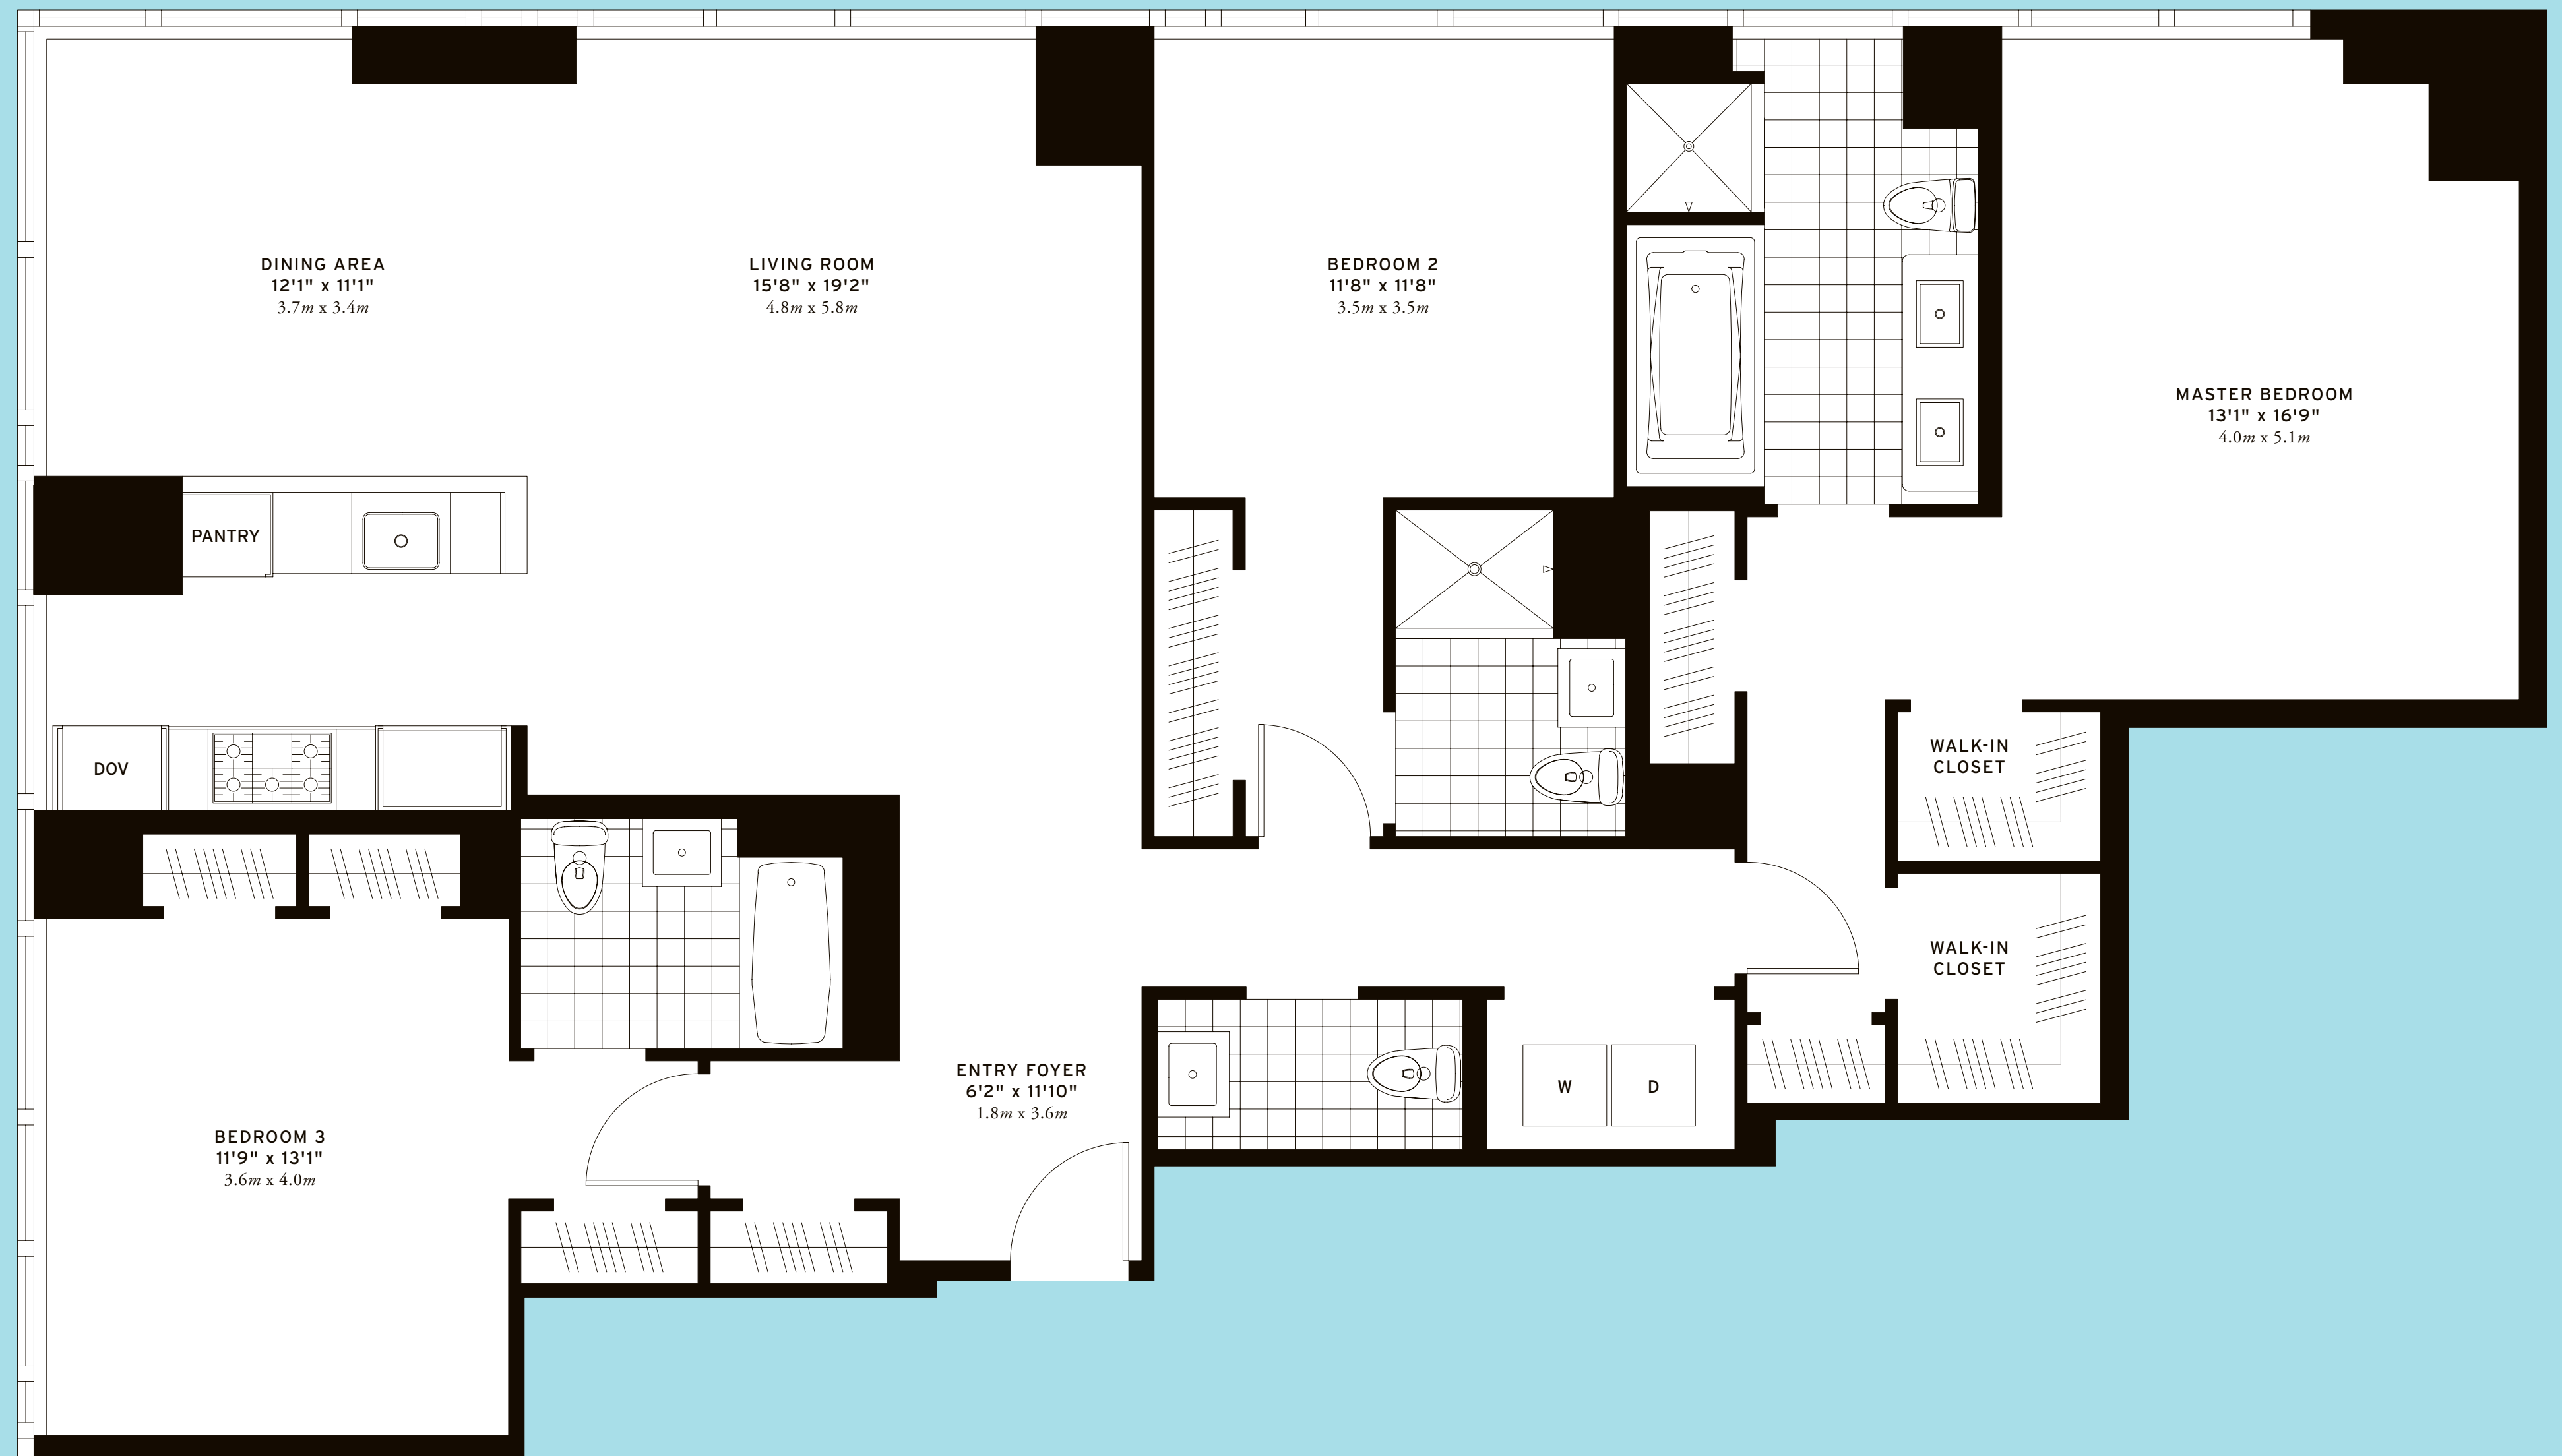 DINING AREA
12'1" x 11'1"
3.7m x 3.4m
LIVING ROOM
15'8" x 19'2"
4.8m x 5.8m
BEDROOM 2
11'8" x 11'8"
3.5m x 3.5m
MASTER BEDROOM
13'1" x 16'9"
4.0m x 5.1m
PANTRY
DOV
WALK-IN
CLOSET
WALK-IN
CLOSET
ENTRY FOYER
6'2" x 11'10"
1.8m x 3.6m
W
D
BEDROOM 3
11'9" x 13'1"
3.6m x 4.0m